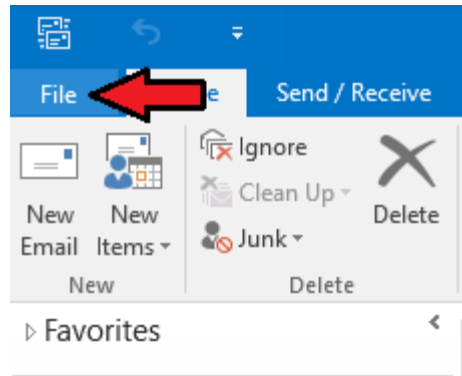 File
e
Send / Receive
Ignore
Clean Up
Junk
New
Email
New
Items
Delete
New
Delete
Favorites